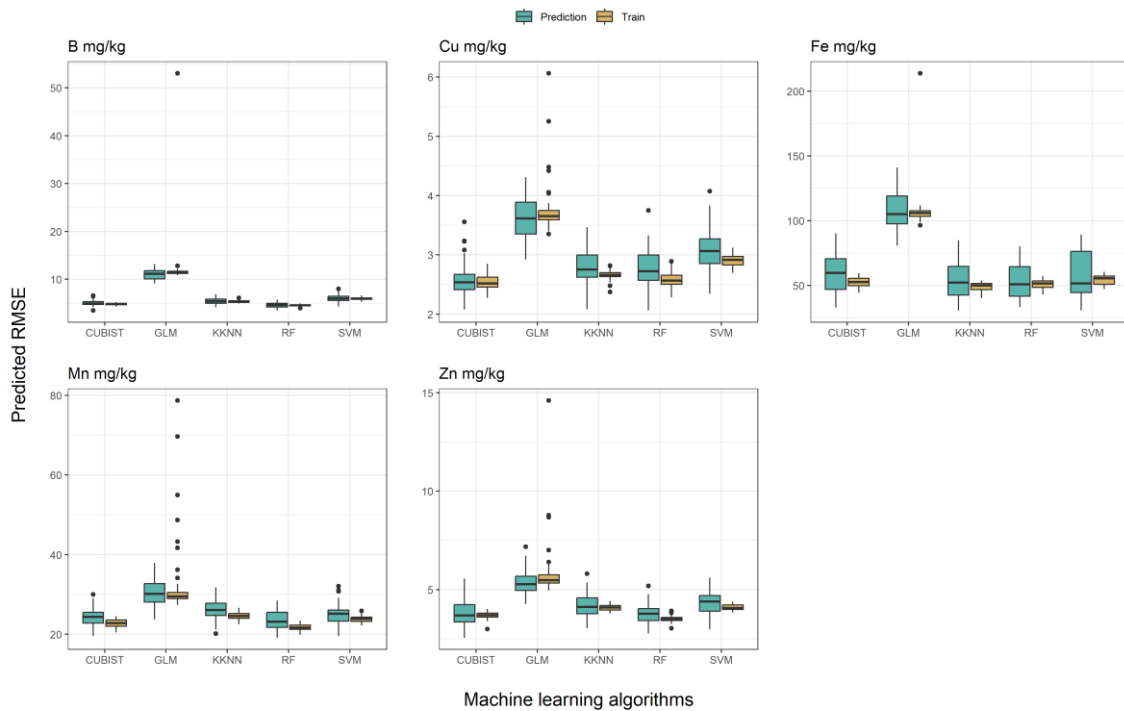 Prediction Train
B mg/kg
50
40
30
20
10
CUBIST GLM KKNN RF SVM
Cu mg/kg
6
5
4
3
2
CUBIST GLM KKNN RF SVM
Fe mg/kg
200
150
100
50
CUBIST GLM KKNN RF SVM
Predicted RMSE
Mn mg/kg
80
60
40
20
CUBIST GLM KKNN RF SVM
Zn mg/kg
15
10
5
CUBIST GLM KKNN RF SVM
Machine learning algorithms